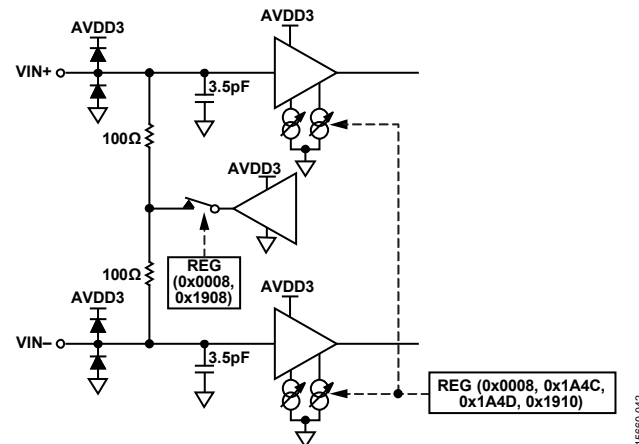 AVDD3
AVDD3
VIN+
3.5pF
100Ω
AVDD3
REG
(0x0008,
0x1908)
100Ω
AVDD3
AVDD3
VIN–
3.5pF
REG (0x0008, 0x1A4C,
0x1A4D, 0x1910)